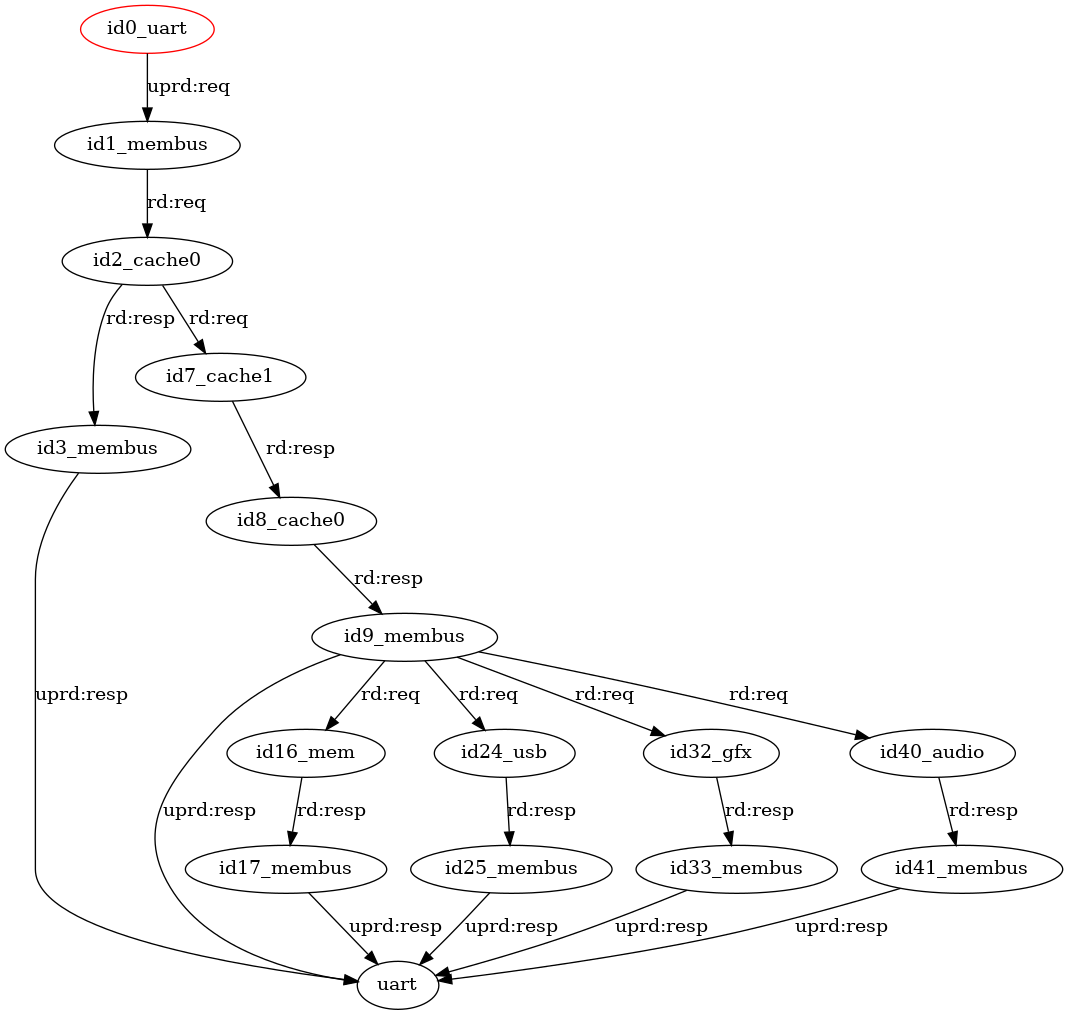 id0_uart
uprd:req
id1_membus
rd:req
id2_cache0
rd:resp
rd:req
id7_cache1
id3_membus
rd:resp
id8_cache0
rd:resp
id9_membus
uprd:resp
rd:req
rd:req
rd:req
rd:req
id16_mem
id24_usb
id32_gfx
id40_audio
uprd:resp
rd:resp
rd:resp
rd:resp
rd:resp
id17_membus
id25_membus
id33_membus
id41_membus
uprd:resp
uprd:resp
uprd:resp
uprd:resp
uart